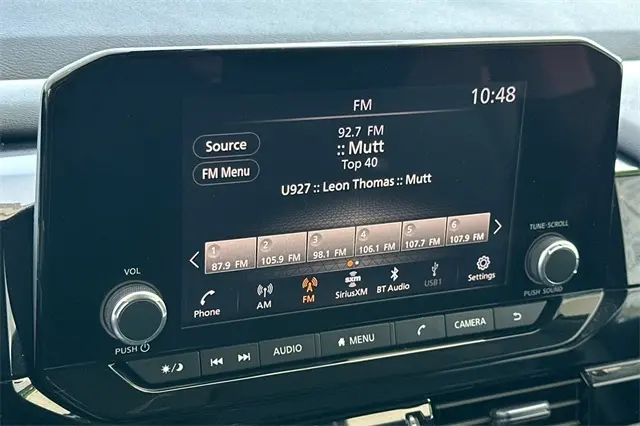 FM
10:48
Source
92.7 FM
:: Mutt
Top 40
FM Menu
U927 :: Leon Thomas :: Mutt
1 2 3 4 5 6
87.9 FM 105.9 FM 98.1 FM 106.1 FM 107.7 FM 107.9 FM
Phone AM FM sxm SiriusXM BT Audio USB1 Settings
VOL
PUSH
TUNE-SCROLL
PUSH SOUND
AUDIO MENU CAMERA